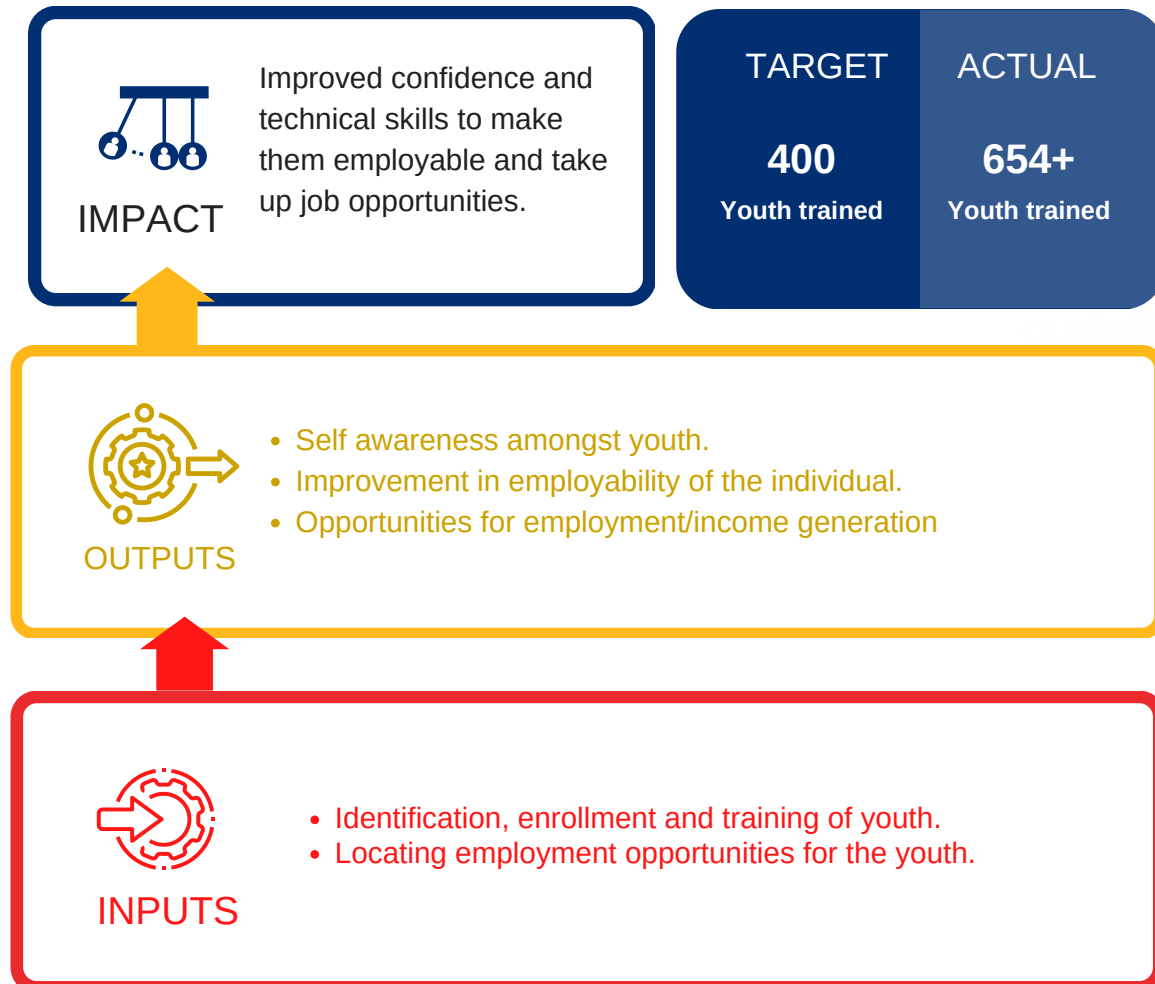 Improved confidence and
technical skills to make
them employable and take
up job opportunities.
IMPACT
TARGET
400
Youth trained
ACTUAL
654+
Youth trained
• Self awareness amongst youth.
• Improvement in employability of the individual.
• Opportunities for employment/income generation
OUTPUTS
• Identification, enrollment and training of youth.
• Locating employment opportunities for the youth.
INPUTS